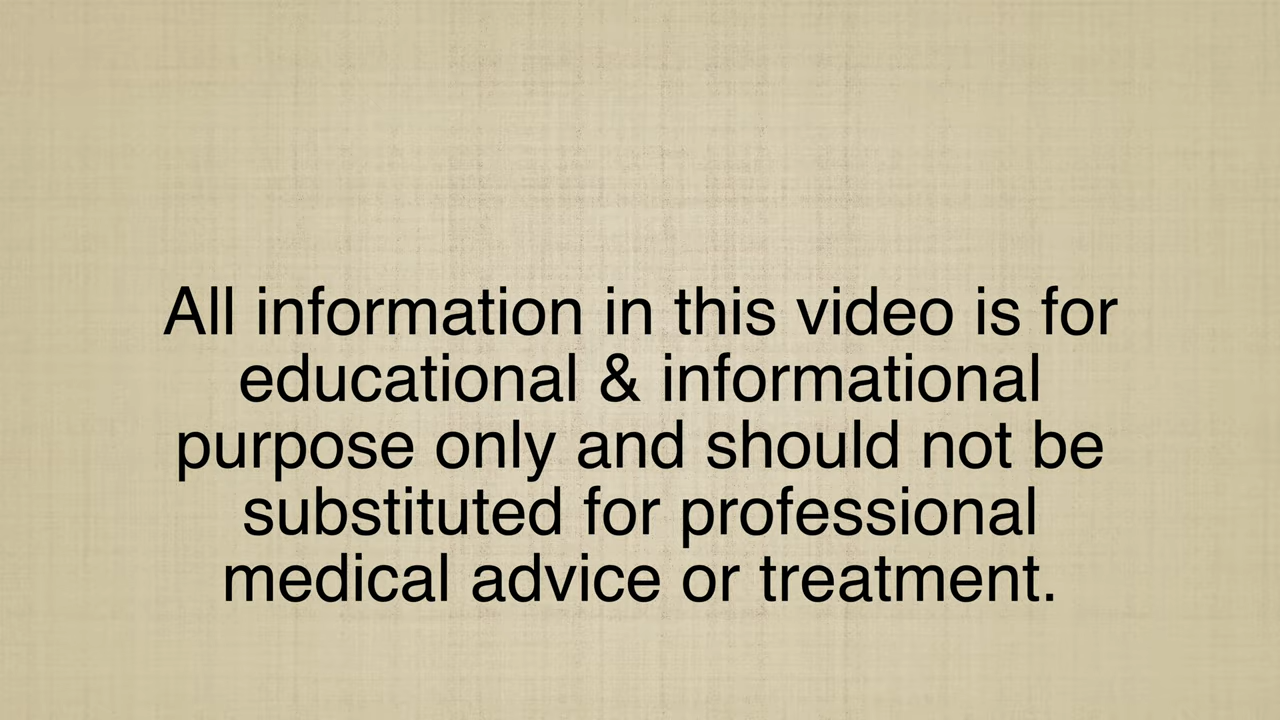 All information in this video is for
educational & informational
purpose only and should not be
substituted for professional
medical advice or treatment.